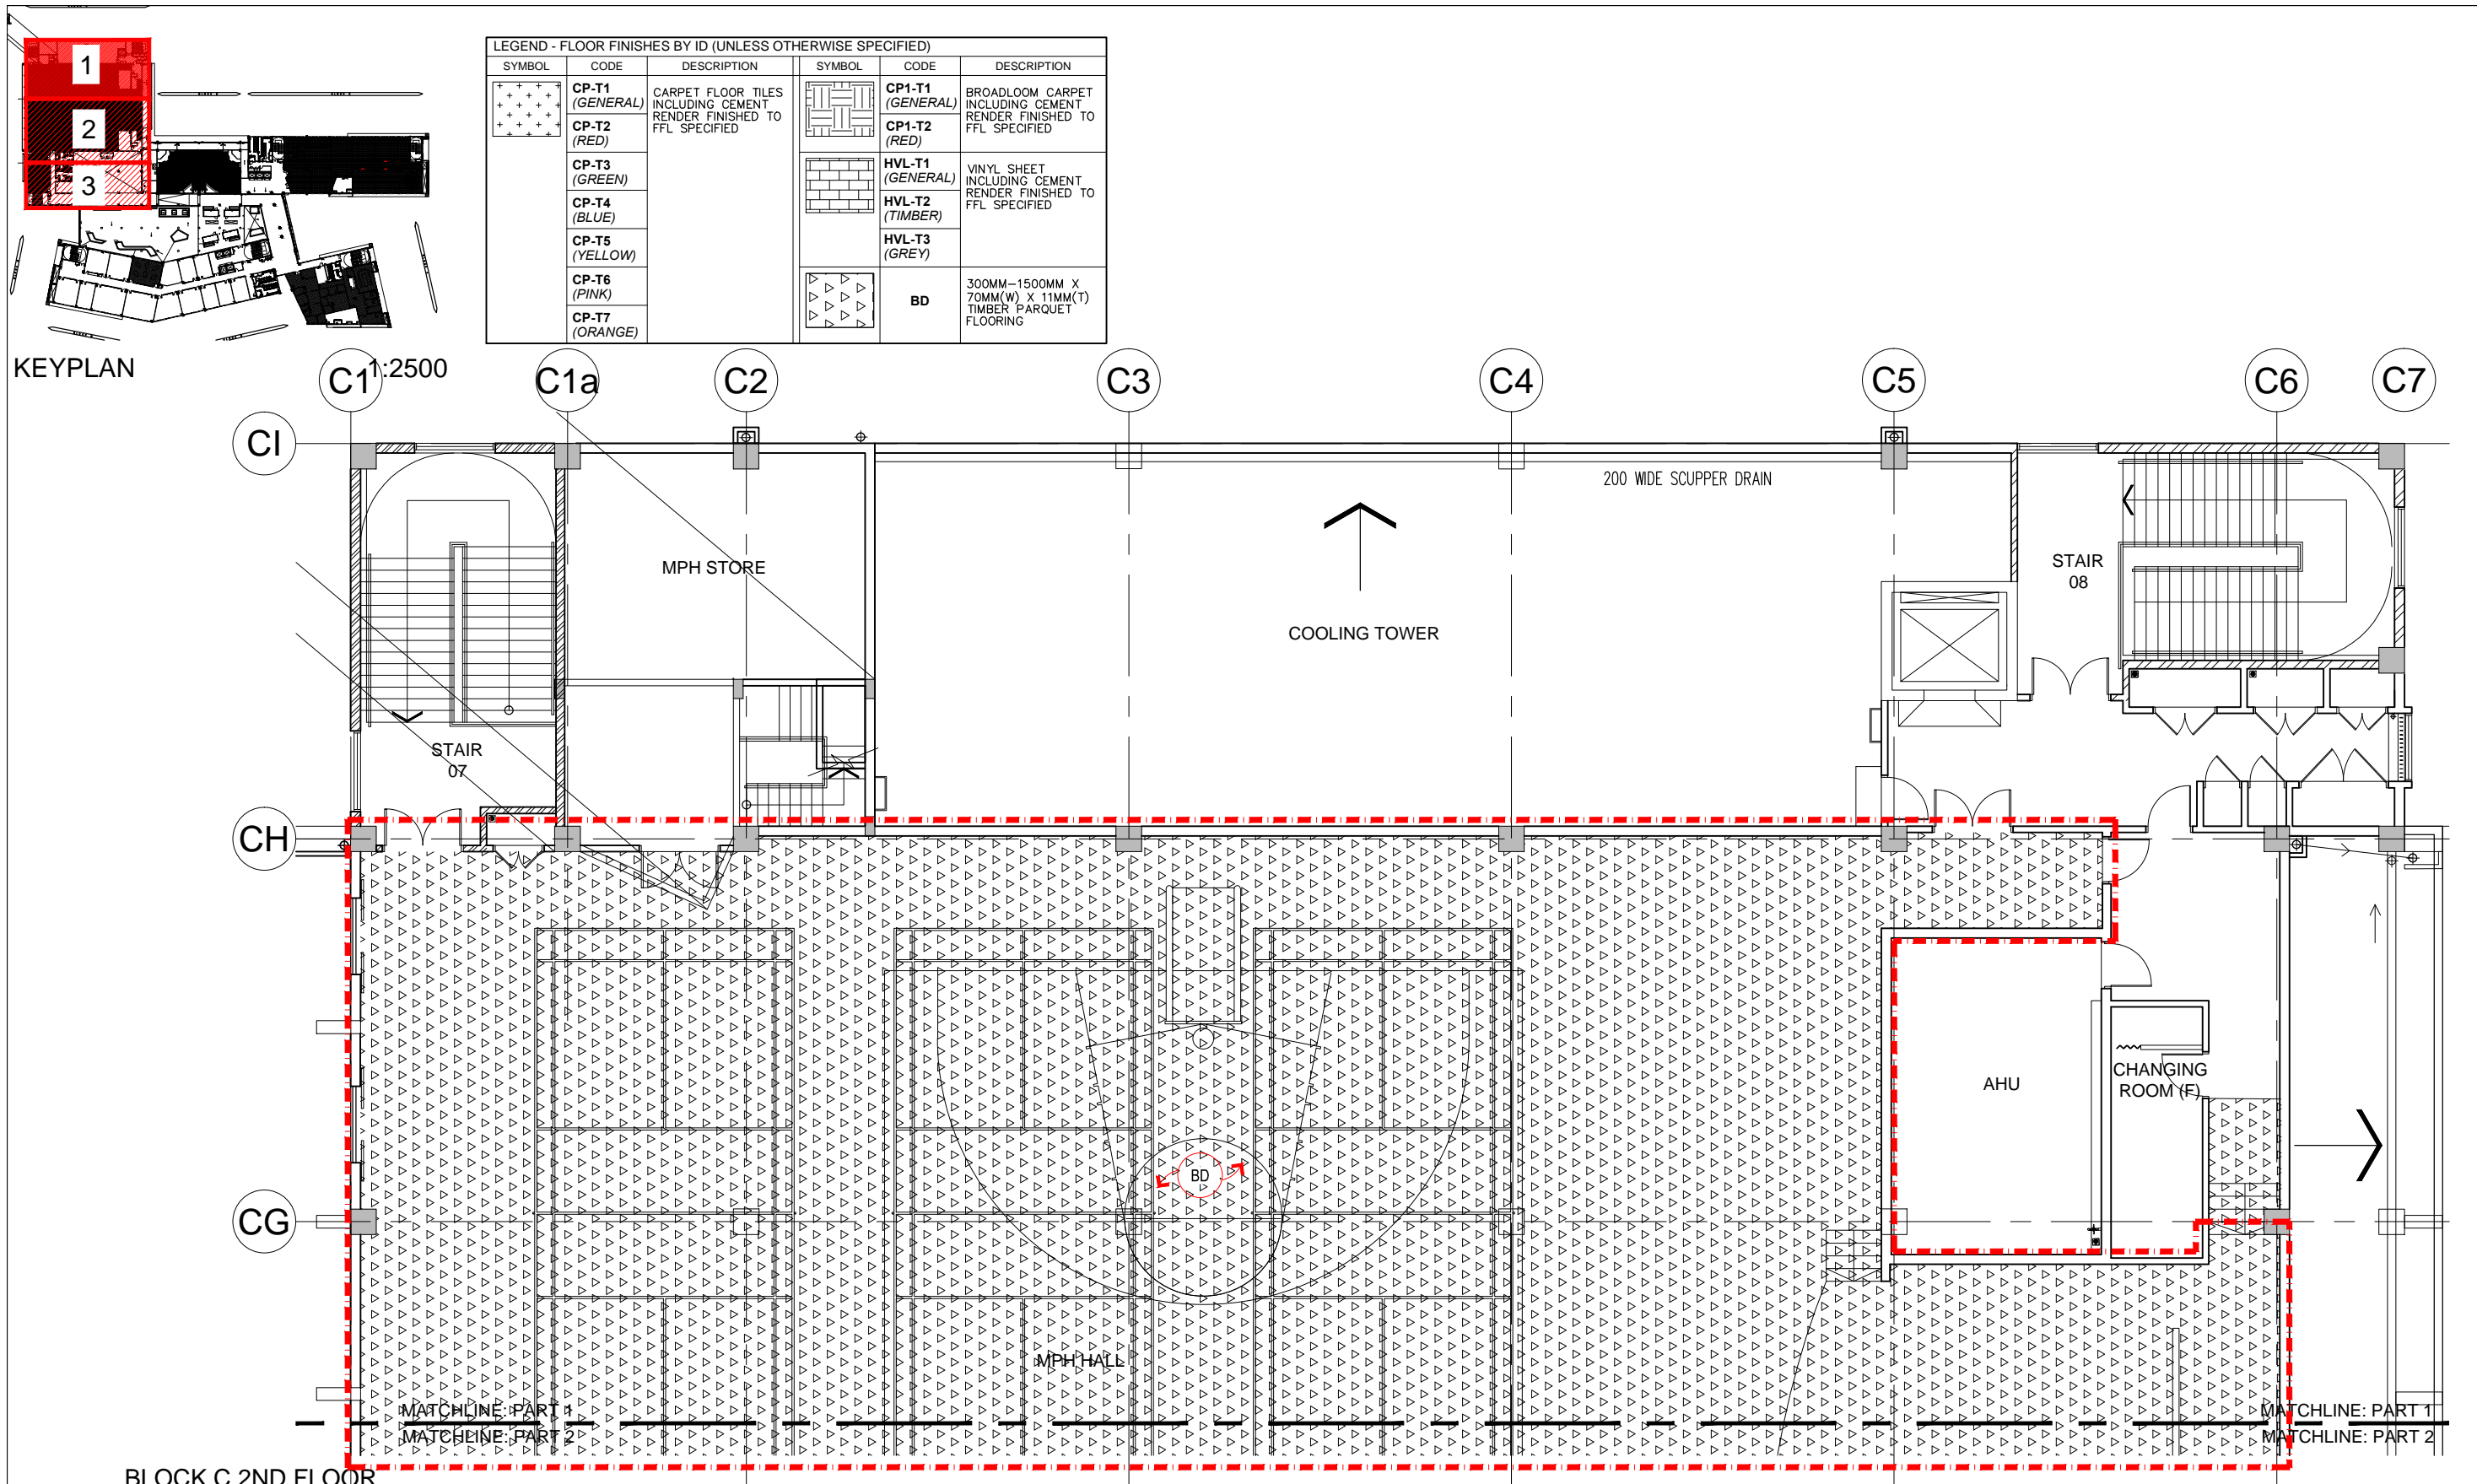 1
2
3
KEYPLAN 1:2500
LEGEND - FLOOR FINISHES BY ID (UNLESS OTHERWISE SPECIFIED)
SYMBOL CODE DESCRIPTION SYMBOL CODE DESCRIPTION
CP-T1
(GENERAL)
CP-T2
(RED)
CP-T3
(GREEN)
CP-T4
(BLUE)
CP-T5
(YELLOW)
CP-T6
(PINK)
CP-T7
(ORANGE)
CARPET FLOOR TILES
INCLUDING CEMENT
RENDER FINISHED TO
FFL SPECIFIED
CP1-T1
(GENERAL)
CP1-T2
(RED)
BROADLOOM CARPET
INCLUDING CEMENT
RENDER FINISHED TO
FFL SPECIFIED
HVL-T1
(GENERAL)
HVL-T2
(TIMBER)
HVL-T3
(GREY)
VINYL SHEET
INCLUDING CEMENT
RENDER FINISHED TO
FFL SPECIFIED
BD
300MM-1500MM X
70MM(W) X 11MM(T)
TIMBER PARQUET
FLOORING
C1 C1a C2 C3 C4 C5 C6 C7
CI
200 WIDE SCUPPER DRAIN
MPH STORE
STAIR
08
COOLING TOWER
STAIR
07
CH
AHU
CHANGING
ROOM (F)
BD
CG
MPH HALL
MATCHLINE: PART 1
MATCHLINE: PART 2
MATCHLINE: PART 1
MATCHLINE: PART 2
BLOCK C 2ND FLOOR